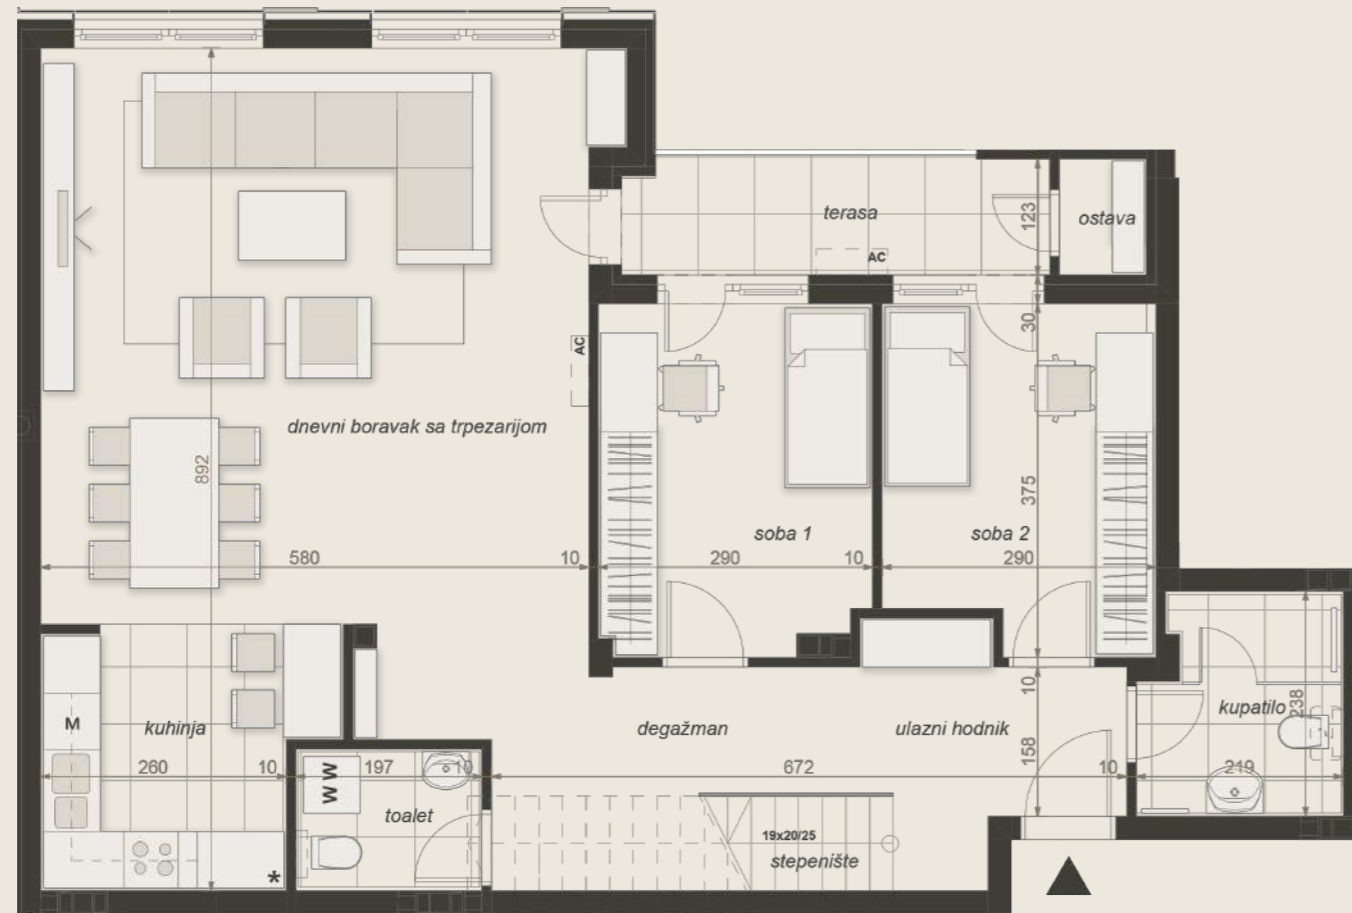 terasa
123
ostava
AC
30
AC
dnevni boravak sa trpezarijom
892
375
soba 1
soba 2
580
10
290
10
290
M
kuhinja
degažman
ulazni hodnik
10
158
kupatilo
238
260
10
197
10
672
10
219
W W
toalet
19x20/25
stepenište
*